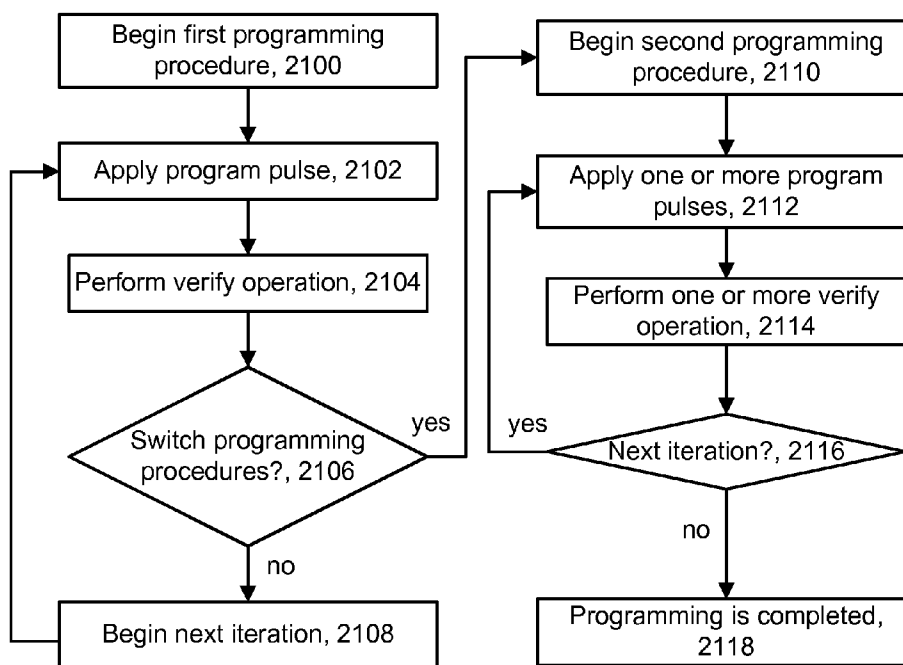 Begin first programming
procedure, 2100
Apply program pulse, 2102
Perform verify operation, 2104
Switch programming
procedures?, 2106
yes
no
Begin next iteration, 2108
Begin second programming
procedure, 2110
Apply one or more program
pulses, 2112
Perform one or more verify
operation, 2114
Next iteration?, 2116
yes
no
Programming is completed,
2118